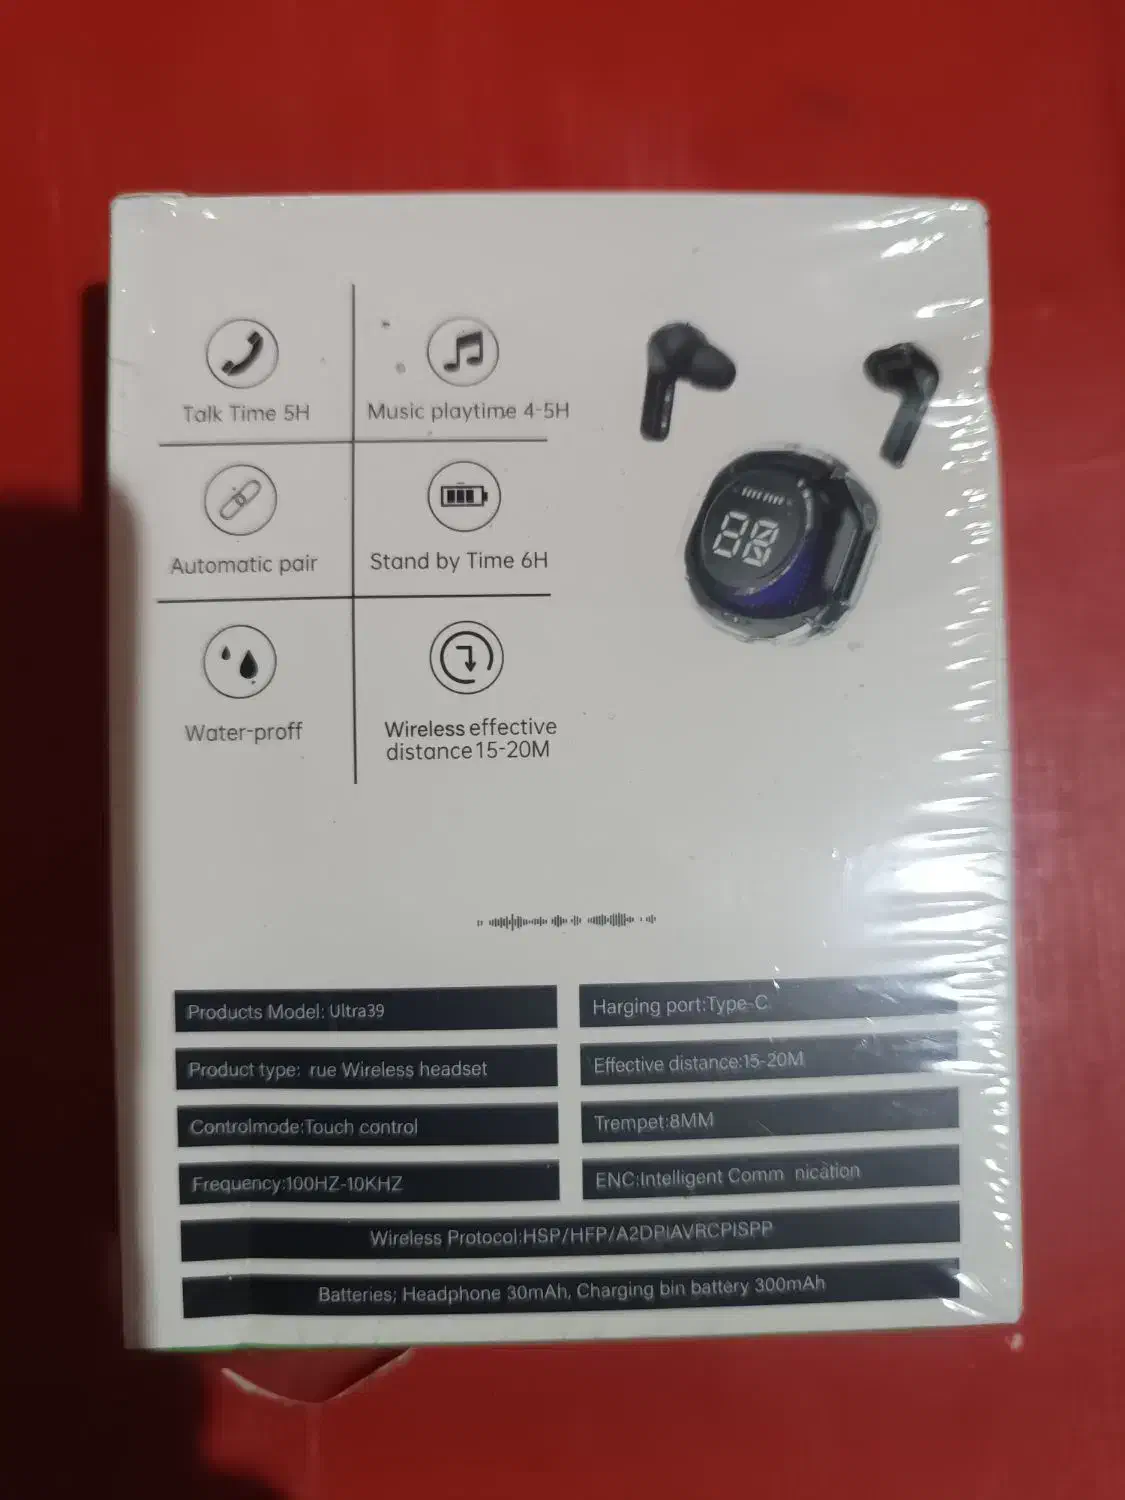 Talk Time 5H
Music playtime 4-5H
Automatic pair
Stand by Time 6H
Water-proff
Wireless effective
distance15-20M
88
Products Model: Ultra39
Harging port:Type-C
Product type: rue Wireless headset
Effective distance:15-20M
Controlmode:Touch control
Trempet:8MM
Frequency:100HZ-10KHZ
ENC:Intelligent Comm nication
Wireless Protocol:HSP/HFP/A2DPIAVRCPISPP
Batteries; Headphone 30mAh, Charging bin battery 300mAh